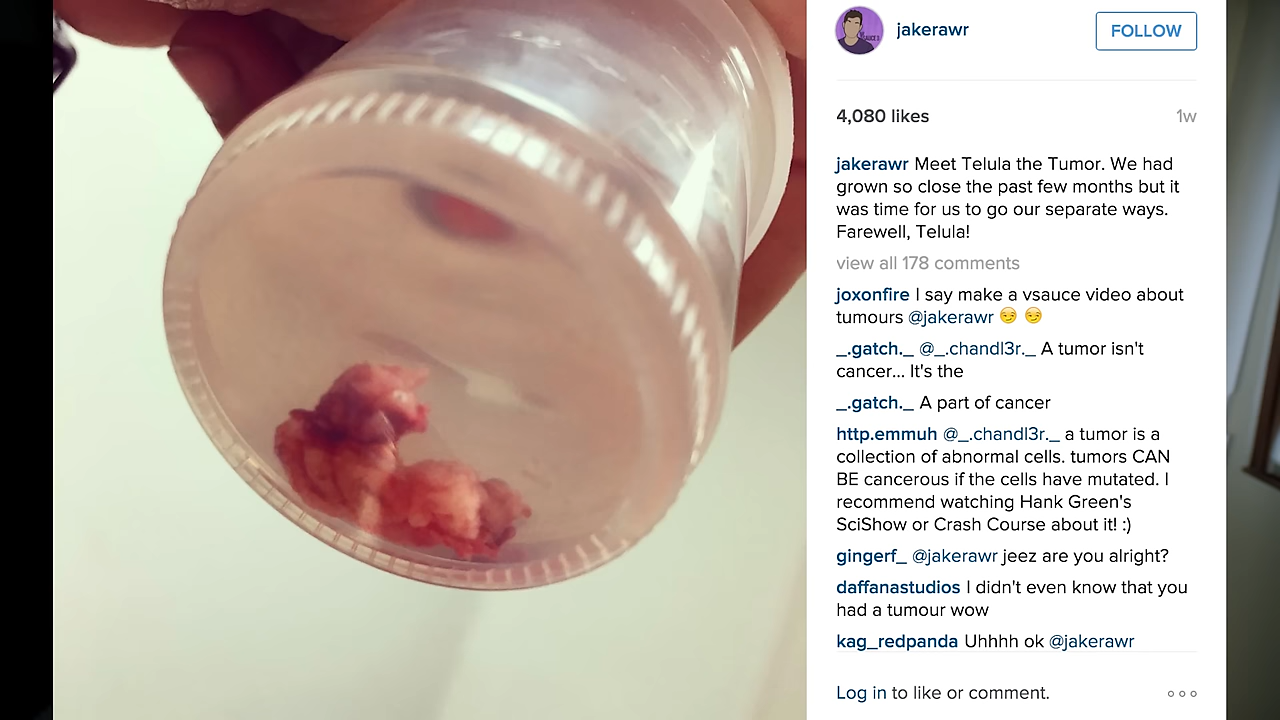 jakerawr
FOLLOW
4,080 likes
1w
jakerawr Meet Telula the Tumor. We had
grown so close the past few months but it
was time for us to go our separate ways.
Farewell, Telula!
view all 178 comments
joxonfire I say make a vsauce video about
tumours @jakerawr 😏 😏
_.gatch._ @_.chandl3r._ A tumor isn't
cancer... It's the
_.gatch._ A part of cancer
http.emmuh @_.chandl3r._ a tumor is a
collection of abnormal cells. tumors CAN
BE cancerous if the cells have mutated. I
recommend watching Hank Green's
SciShow or Crash Course about it! :)
gingerf_ @jakerawr jeez are you alright?
daffanastudios I didn't even know that you
had a tumour wow
kag_redpanda Uhhhh ok @jakerawr
Log in to like or comment.